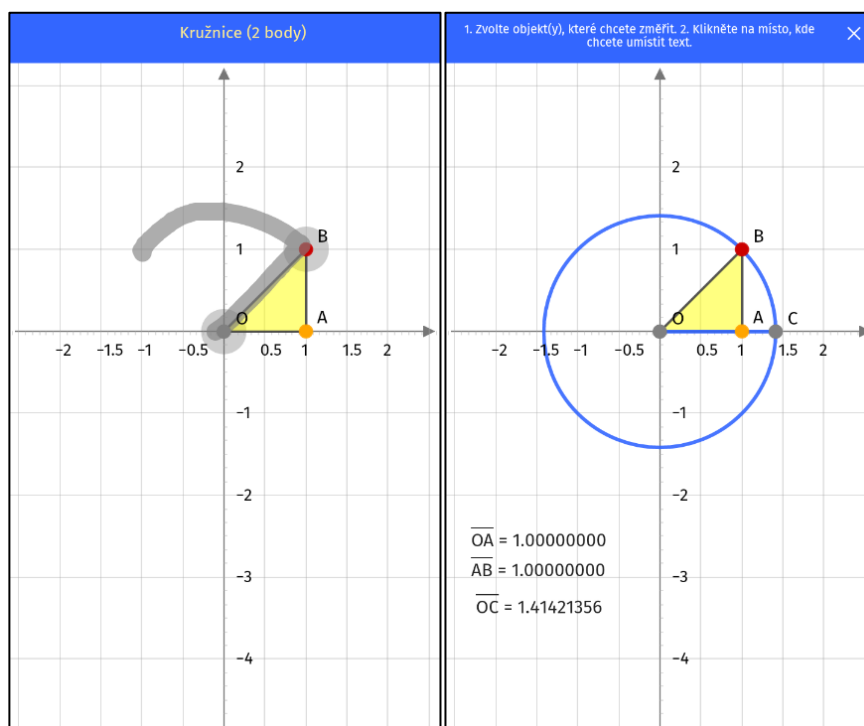 Kružnice (2 body)
2
B
1
O
A
−2
−1.5
−1
−0.5
0.5
1
1.5
2
−1
−2
−3
−4
1. Zvolte objekt(y), které chcete změřit. 2. Klikněte na místo, kde
chcete umístit text.
2
B
1
O
A
C
−2
−1.5
−1
−0.5
0.5
1
1.5
2
−1
−2
OA = 1.00000000
AB = 1.00000000
−3
OC = 1.41421356
−4